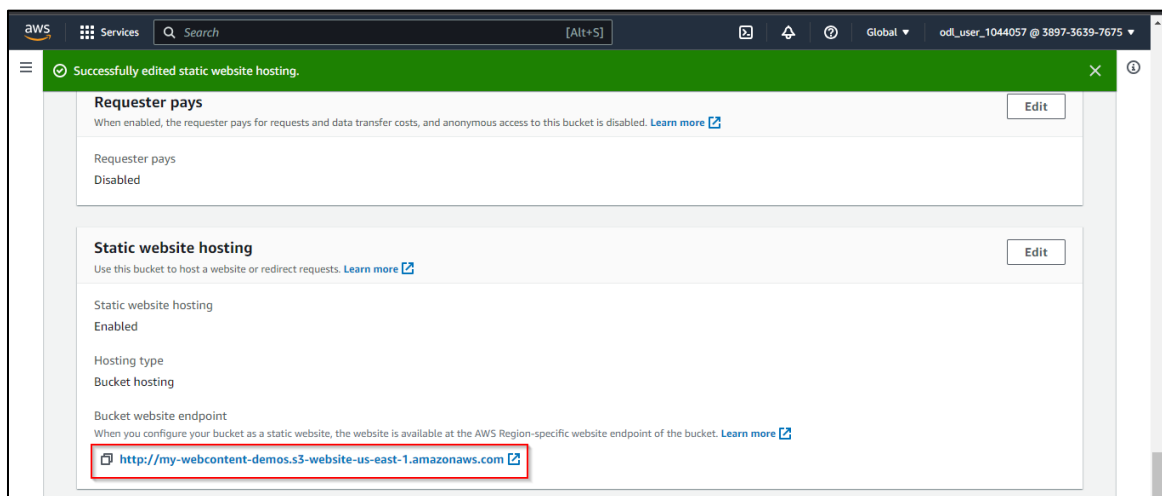 aws Services Search [Alt+S] Global ▼ odl_user_1044057 @ 3897-3639-7675 ▼
Successfully edited static website hosting.
Requester pays Edit
When enabled, the requester pays for requests and data transfer costs, and anonymous access to this bucket is disabled. Learn more
Requester pays
Disabled
Static website hosting Edit
Use this bucket to host a website or redirect requests. Learn more
Static website hosting
Enabled
Hosting type
Bucket hosting
Bucket website endpoint
When you configure your bucket as a static website, the website is available at the AWS Region-specific website endpoint of the bucket. Learn more
http://my-webcontent-demos.s3-website-us-east-1.amazonaws.com